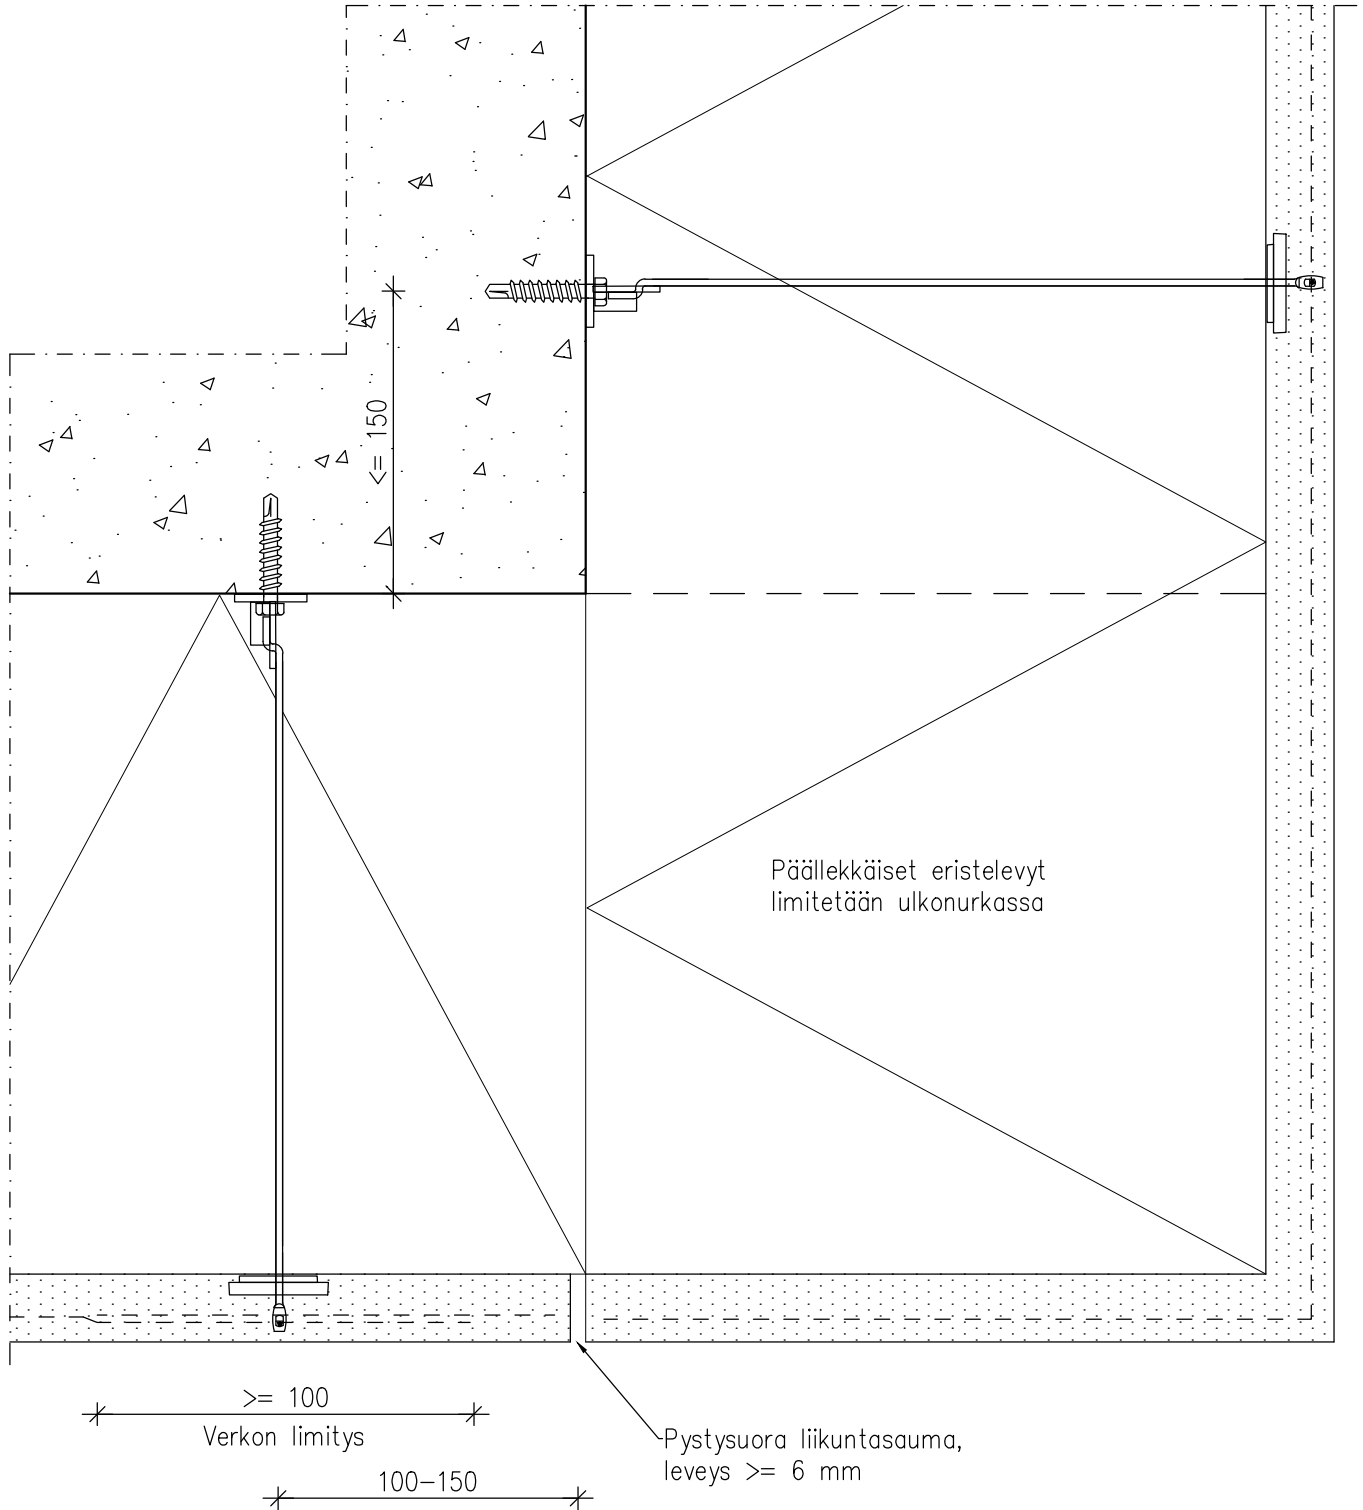 <= 150
Päällekkäiset eristelevyt
limitetään ulkonurkassa
>= 100
Verkon limitys
Pystysuora liikuntasauma,
leveys >= 6 mm
100-150